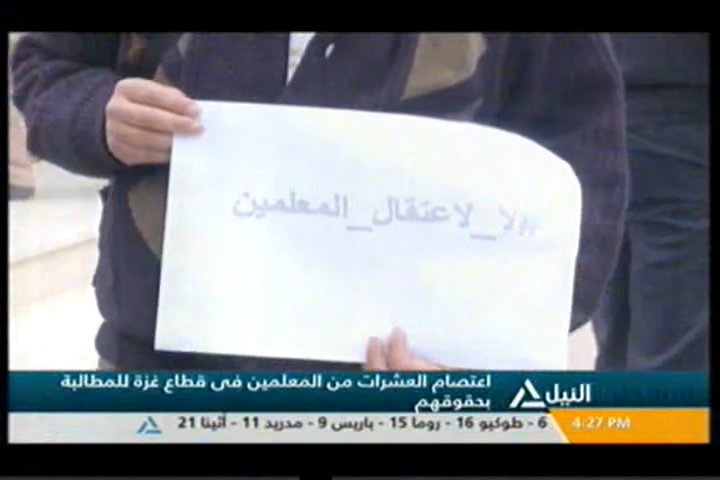 #لا_لاعتقال_المعلمين
اعتصام العشرات من المعلمين فى قطاع غزة للمطالبة
بحقوقهم
النيل
6 - طوكيو 16 - روما 15 - باريس 9 - مدريد 11 - أثينا 21
4:27 PM